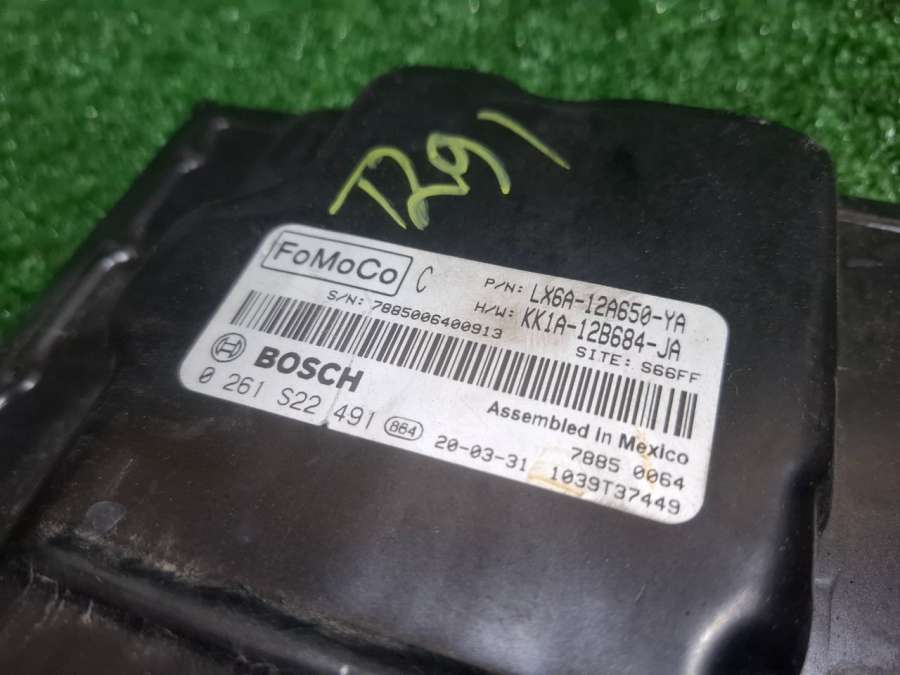 R91
FoMoCo C P/N: LX6A-12A650-YA
S/N: 7885006400913 H/W: KK1A-12B684-JA
SITE: S66FF
BOSCH
Assembled in Mexico
0 261 S22 491 864 20-03-31 7885 0064
1039T37449